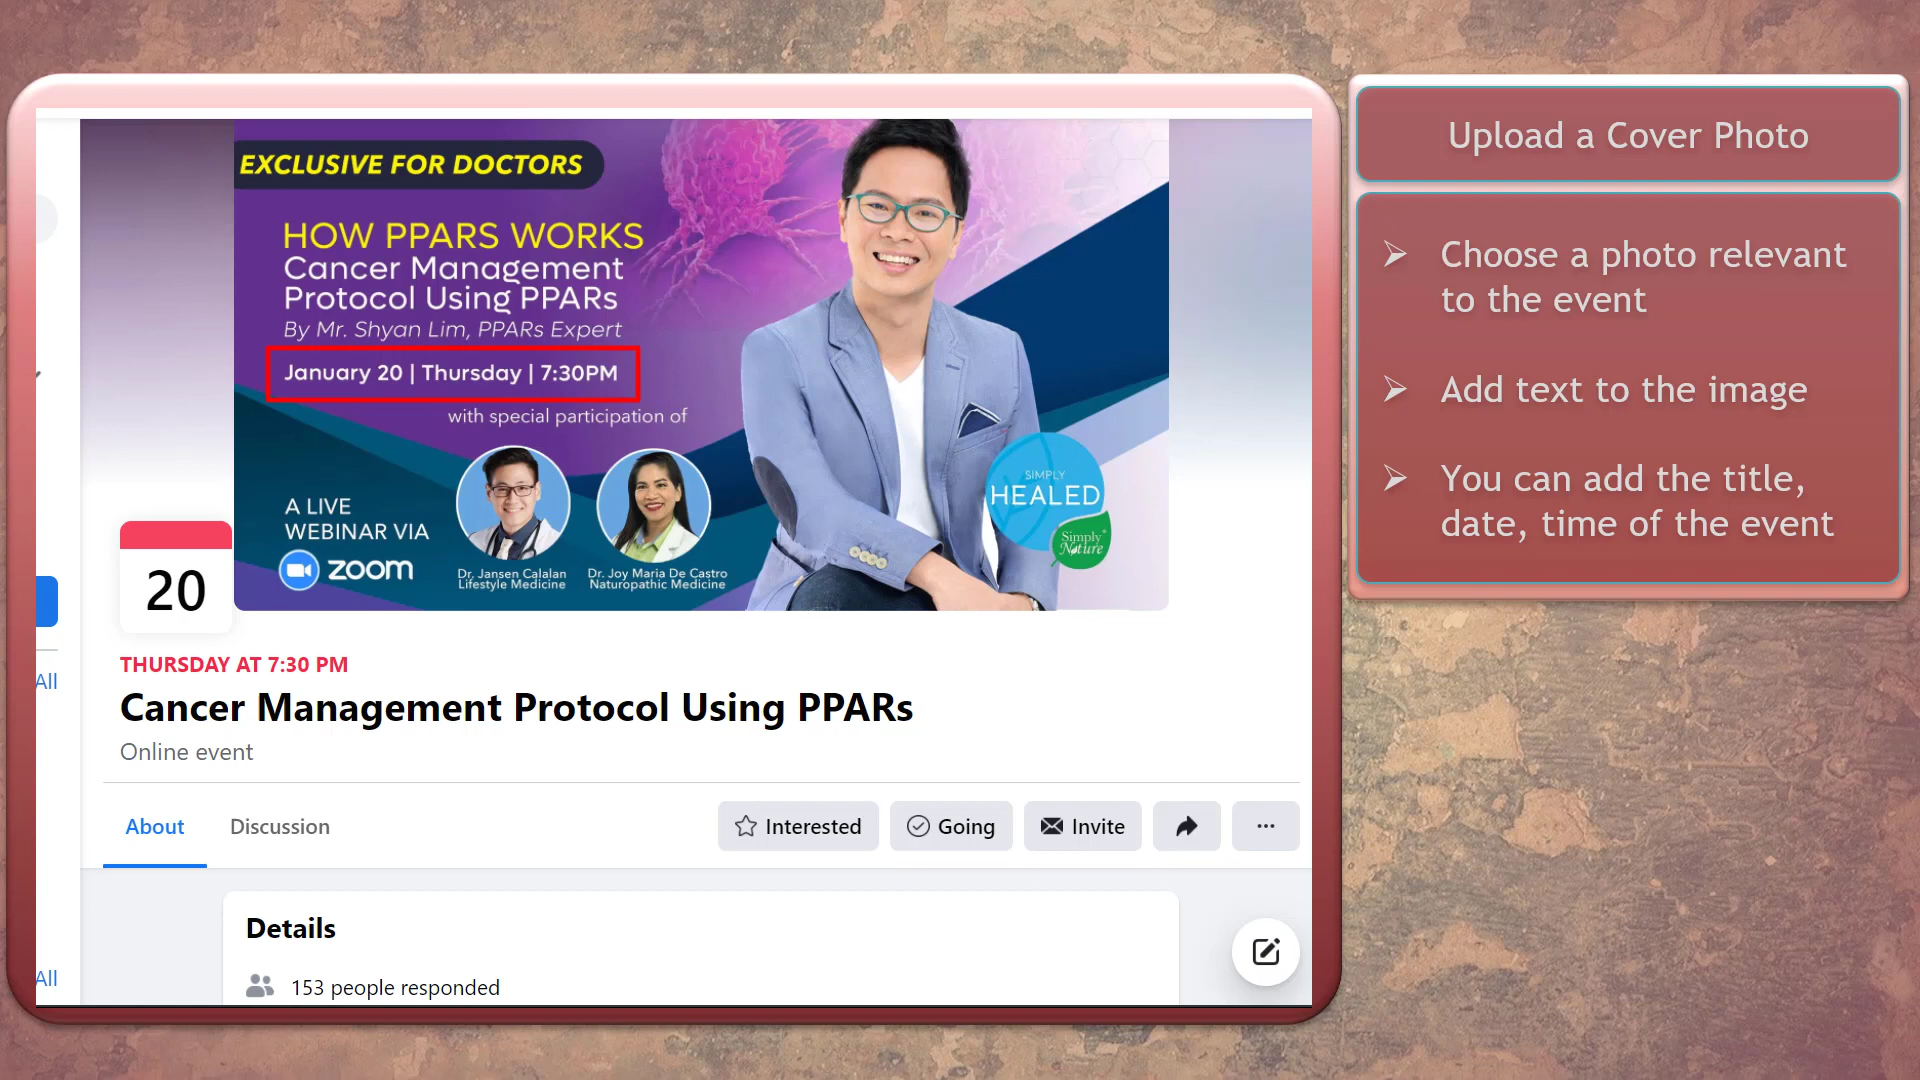 EXCLUSIVE FOR DOCTORS
HOW PPARS WORKS
Cancer Management
Protocol Using PPARs
By Mr. Shyan Lim, PPARs Expert
January 20 | Thursday | 7:30PM
with special participation of
A LIVE
WEBINAR VIA
zoom
Dr. Jansen Calalan
Lifestyle Medicine
Dr. Joy Maria De Castro
Naturopathic Medicine
SIMPLY
HEALED
Simply
Nature
20
THURSDAY AT 7:30 PM
Cancer Management Protocol Using PPARs
Online event
About
Discussion
Interested
Going
Invite
Details
153 people responded
All
All
Upload a Cover Photo
Choose a photo relevant
to the event
Add text to the image
You can add the title,
date, time of the event